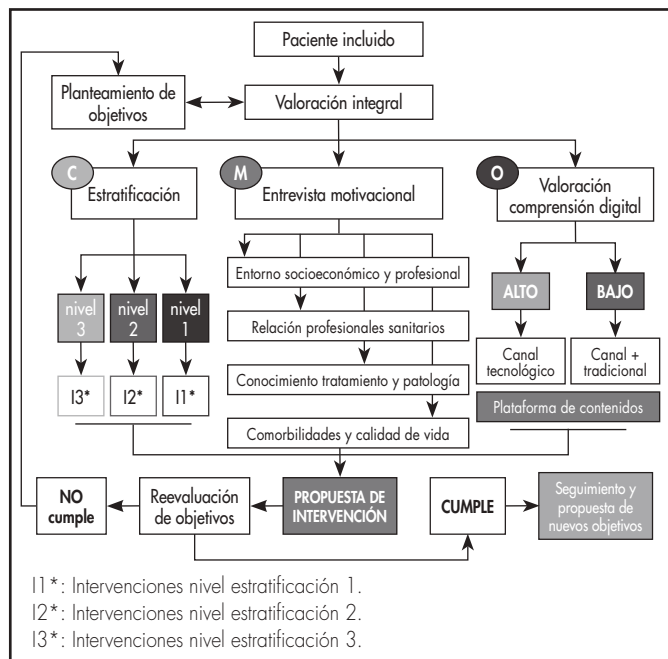 Paciente incluido
Planteamiento de
objetivos
Valoración integral
C
Estratificación
M
Entrevista motivacional
O
Valoración
comprensión digital
nivel
3
nivel
2
nivel
1
I3*
I2*
I1*
Entorno socioeconómico y profesional
Relación profesionales sanitarios
Conocimiento tratamiento y patología
Comorbilidades y calidad de vida
ALTO
BAJO
Canal
tecnológico
Canal +
tradicional
Plataforma de contenidos
NO
cumple
Reevaluación
de objetivos
PROPUESTA DE
INTERVENCIÓN
CUMPLE
Seguimiento y
propuesta de
nuevos objetivos
I1*: Intervenciones nivel estratificación 1.
I2*: Intervenciones nivel estratificación 2.
I3*: Intervenciones nivel estratificación 3.